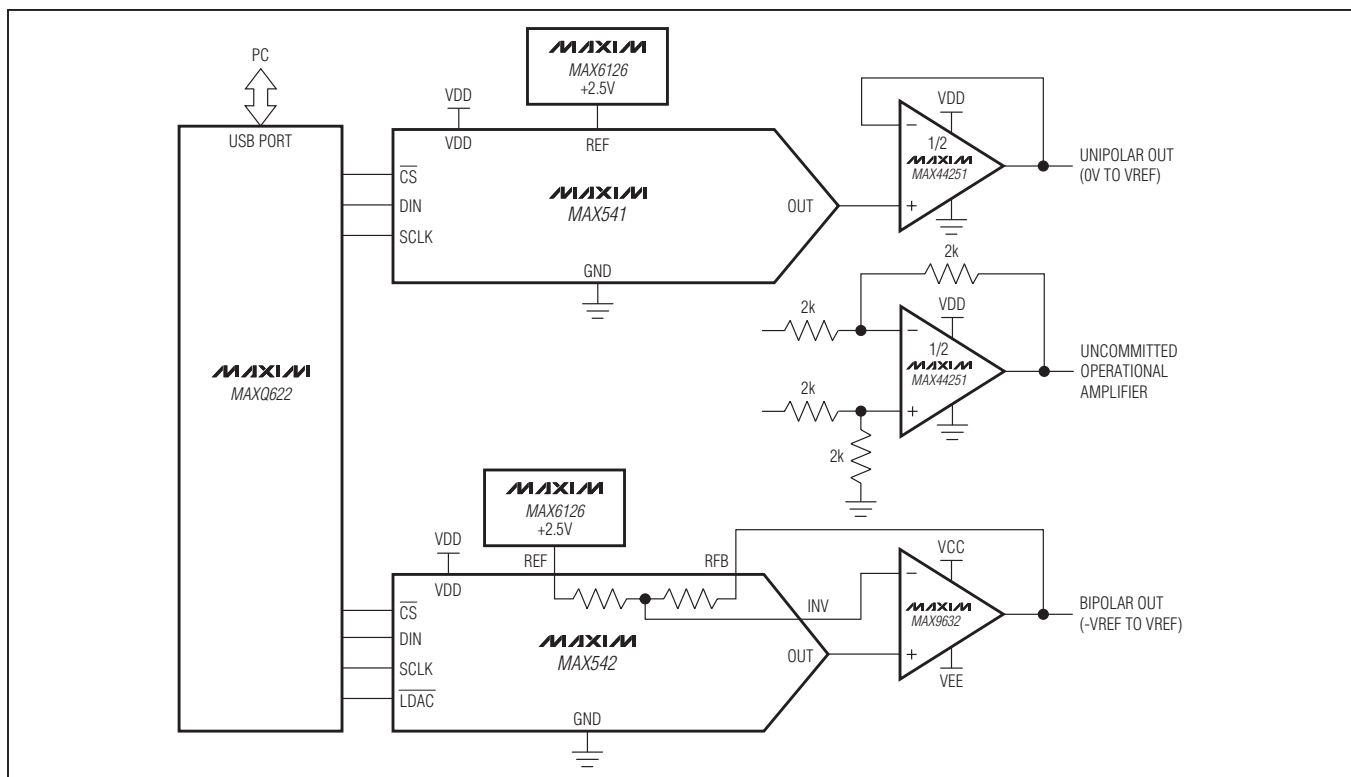 PC
USB PORT
MAXIM
MAXQ622
MAXIM
MAX6126
+2.5V
VDD
VDD
REF
CS
DIN
SCLK
MAXIM
MAX541
OUT
GND
VDD
−
1/2
MAXIM
MAX44251
+
UNIPOLAR OUT
(0V TO VREF)
2k
2k
VDD
−
1/2
MAXIM
MAX44251
+
2k
2k
UNCOMMITTED
OPERATIONAL
AMPLIFIER
MAXIM
MAX6126
+2.5V
VDD
VDD
REF
RFB
INV
CS
DIN
SCLK
LDAC
MAXIM
MAX542
OUT
GND
VCC
−
MAXIM
MAX9632
+
VEE
BIPOLAR OUT
(-VREF TO VREF)